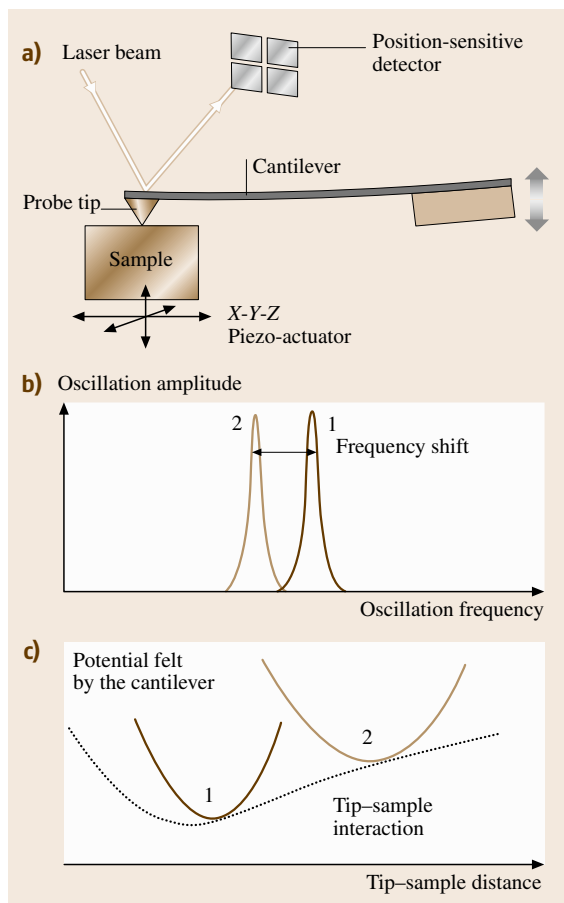 a) Laser beam
Position-sensitive
detector
Cantilever
Probe tip
Sample
X-Y-Z
Piezo-actuator
b) Oscillation amplitude
2
1
Frequency shift
Oscillation frequency
c)
Potential felt
by the cantilever
2
1
Tip–sample
interaction
Tip–sample distance